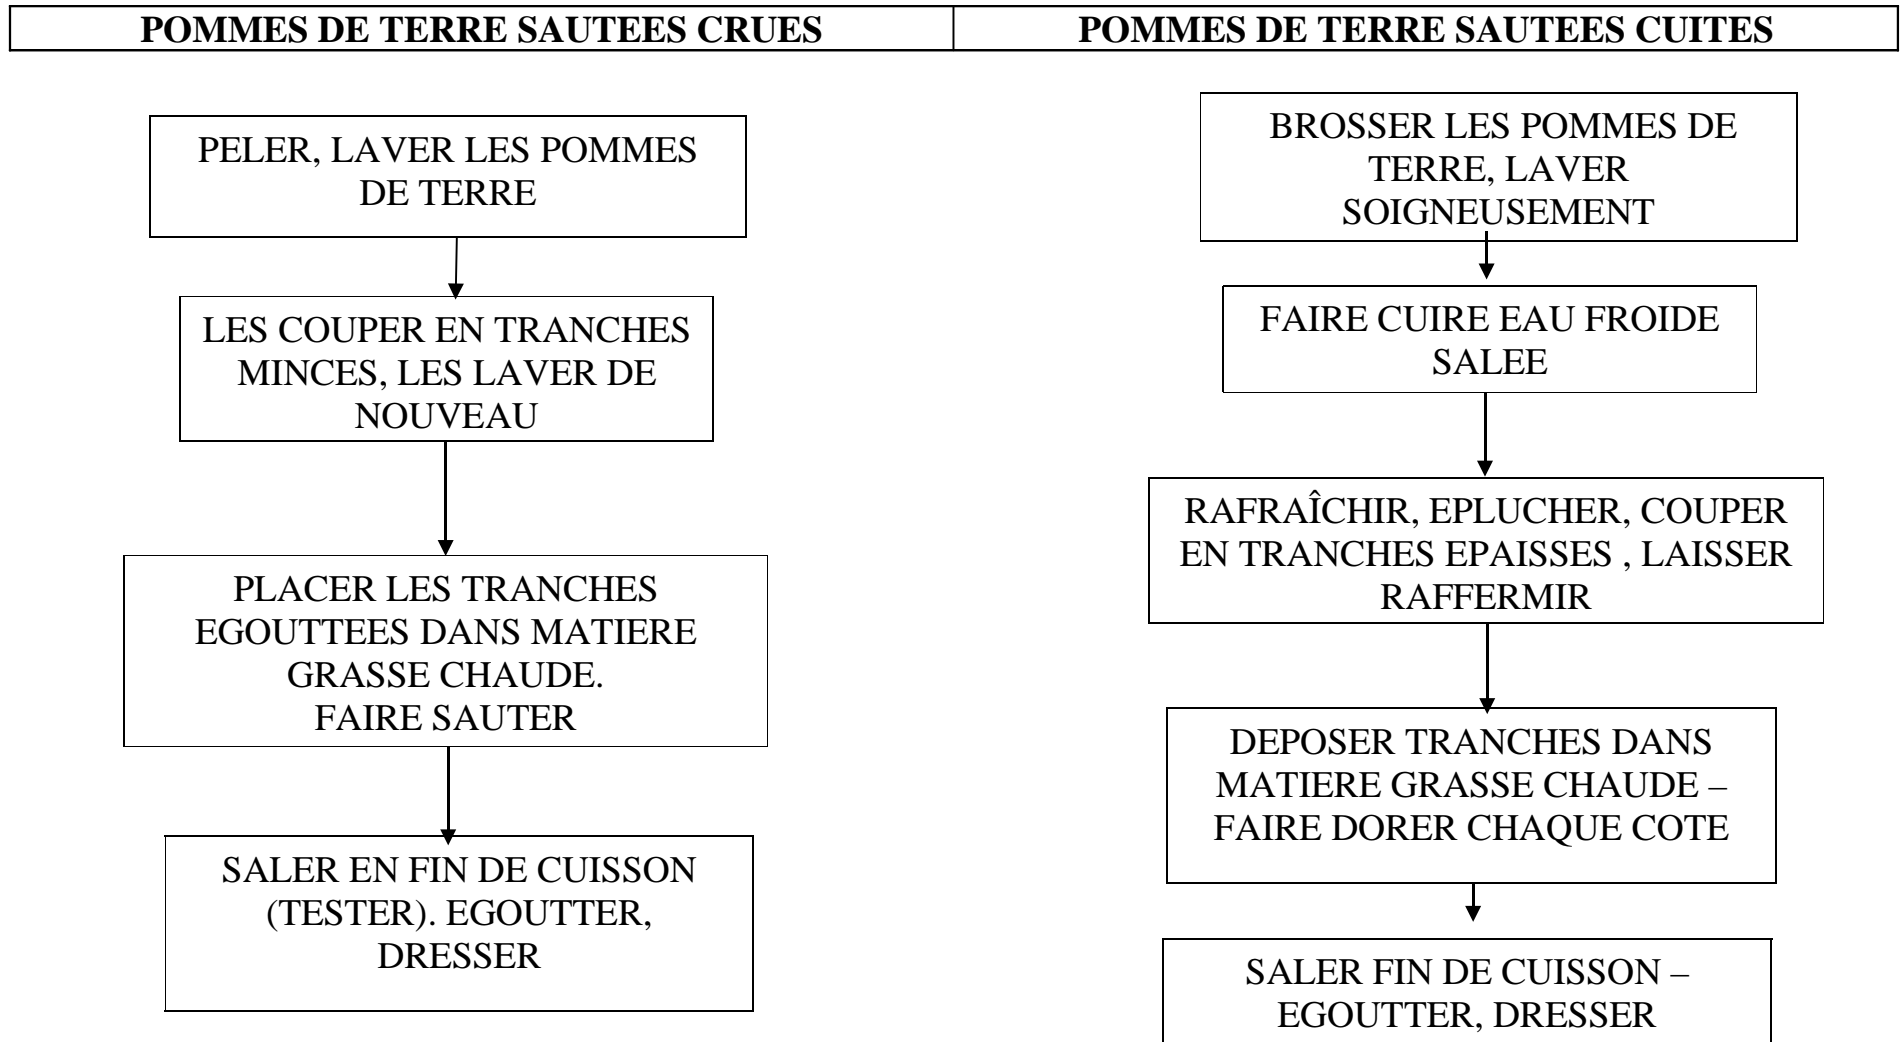 POMMES DE TERRE SAUTEES CRUES
PELER, LAVER LES POMMES
DE TERRE
LES COUPER EN TRANCHES
MINCES, LES LAVER DE
NOUVEAU
PLACER LES TRANCHES
EGOUTTEES DANS MATIERE
GRASSE CHAUDE.
FAIRE SAUTER
SALER EN FIN DE CUISSON
(TESTER). EGOUTTER,
DRESSER
POMMES DE TERRE SAUTEES CUITES
BROSSER LES POMMES DE
TERRE, LAVER
SOIGNEUSEMENT
FAIRE CUIRE EAU FROIDE
SALEE
RAFRAÎCHIR, EPLUCHER, COUPER
EN TRANCHES EPAISSES , LAISSER
RAFFERMIR
DEPOSER TRANCHES DANS
MATIERE GRASSE CHAUDE –
FAIRE DORER CHAQUE COTE
SALER FIN DE CUISSON –
EGOUTTER, DRESSER